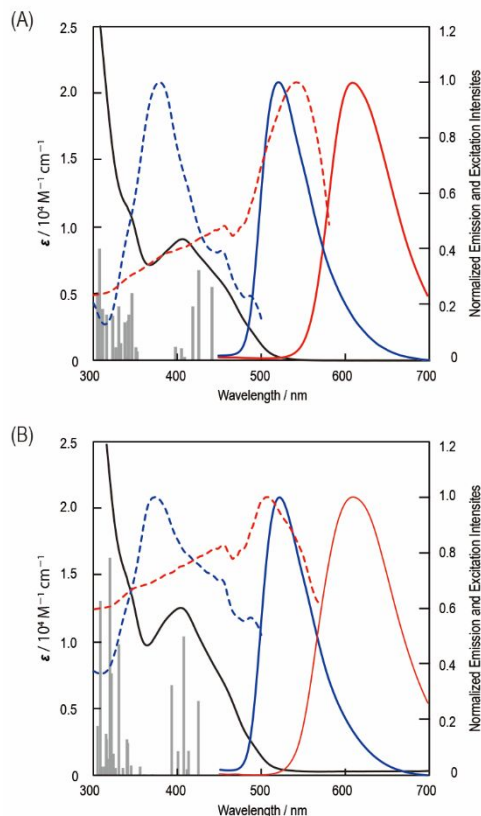 (A)
2.5
2.0
1.5
1.0
0.5
0
ε / 10⁴ M⁻¹ cm⁻¹
1.2
1.0
0.8
0.6
0.4
0.2
0
Normalized Emission and Excitation Intensites
300 400 500 600 700
Wavelength / nm
(B)
2.5
2.0
1.5
1.0
0.5
0
ε / 10⁴ M⁻¹ cm⁻¹
1.2
1.0
0.8
0.6
0.4
0.2
0
Normalized Emission and Excitation Intensites
300 400 500 600 700
Wavelength / nm